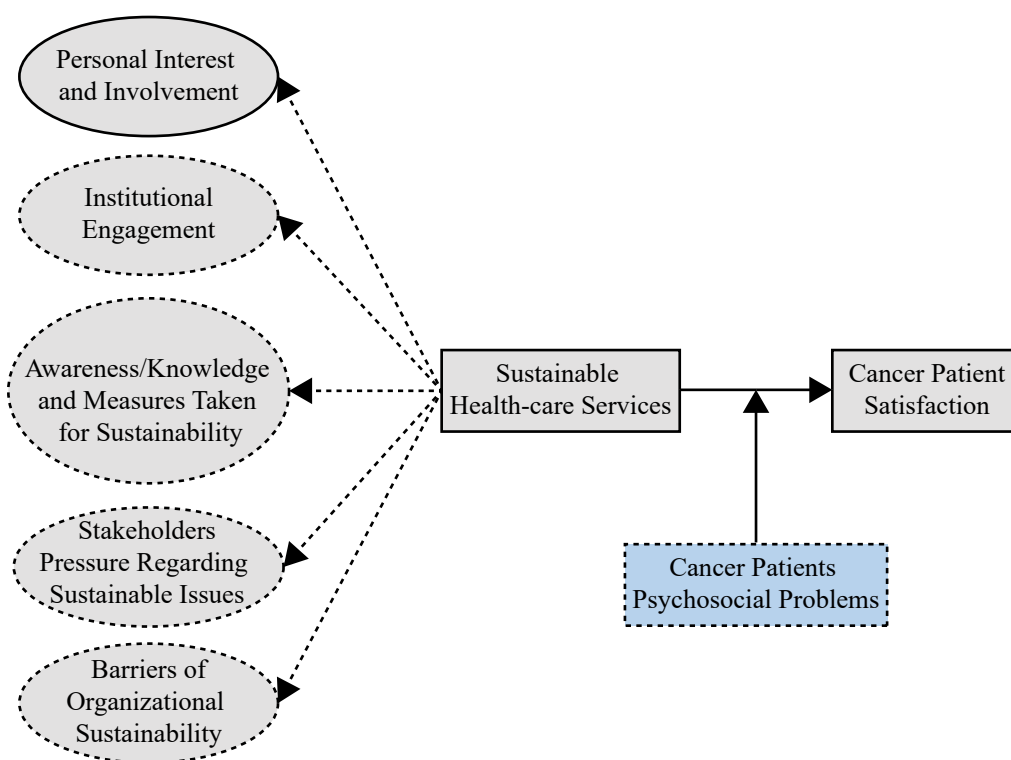 Personal Interest
and Involvement
Institutional
Engagement
Awareness/Knowledge
and Measures Taken
for Sustainability
Stakeholders
Pressure Regarding
Sustainable Issues
Barriers of
Organizational
Sustainability
Sustainable
Health-care Services
Cancer Patient
Satisfaction
Cancer Patients
Psychosocial Problems